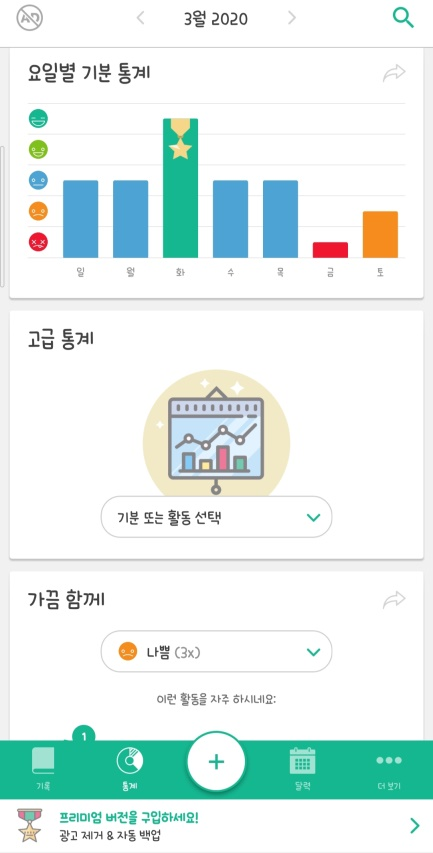 AD
3월 2020
요일별 기분 통계
일 월 화 수 목 금 토
고급 통계
기분 또는 활동 선택
가끔 함께
나쁨 (3x)
이런 활동을 자주 하시네요:
1
기록 통계 + 달력 더 보기
프리미엄 버전을 구입하세요!
광고 제거 & 자동 백업